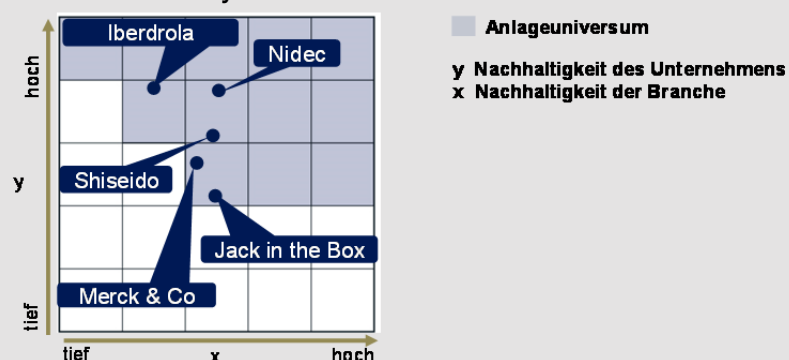 Iberdrola
Nidec
Shiseido
Jack in the Box
Merck & Co
hoch
y
tief
tief
x
hoch
Anlageuniversum
y Nachhaltigkeit des Unternehmens
x Nachhaltigkeit der Branche